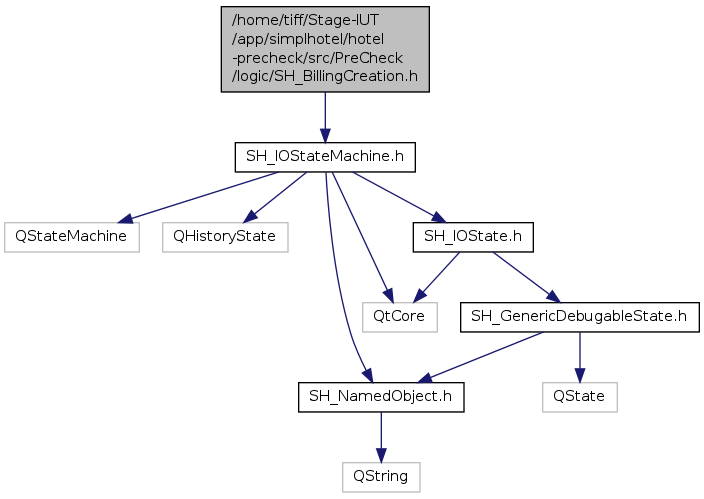 /home/tiff/Stage-IUT
/app/simplhotel/hotel
-precheck/src/PreCheck
/logic/SH_BillingCreation.h
SH_IOStateMachine.h
QStateMachine
QHistoryState
SH_IOState.h
QtCore
SH_GenericDebugableState.h
SH_NamedObject.h
QState
QString